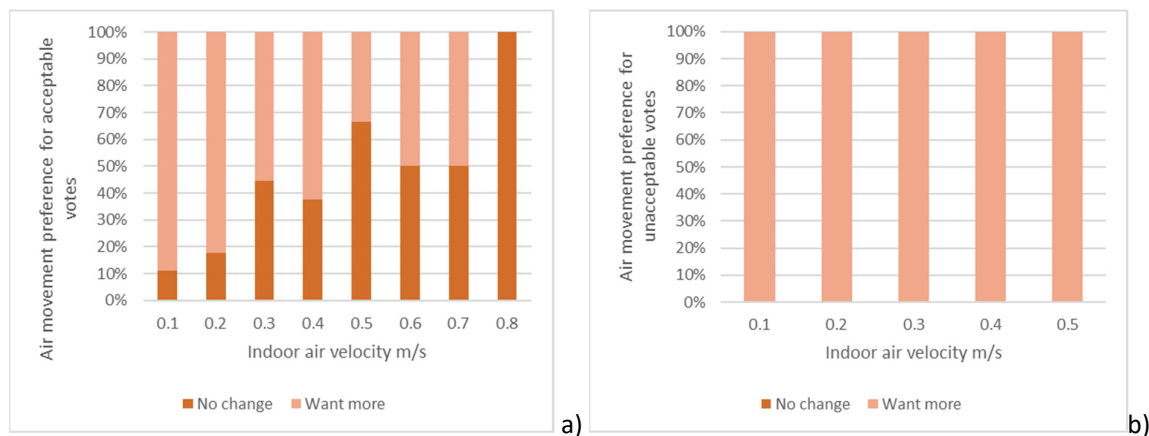 Air movement preference for acceptable
votes
100%
90%
80%
70%
60%
50%
40%
30%
20%
10%
0%
0.1 0.2 0.3 0.4 0.5 0.6 0.7 0.8
Indoor air velocity m/s
No change Want more
a)
Air movement preference for
unacceptable votes
100%
90%
80%
70%
60%
50%
40%
30%
20%
10%
0%
0.1 0.2 0.3 0.4 0.5
Indoor air velocity m/s
No change Want more
b)